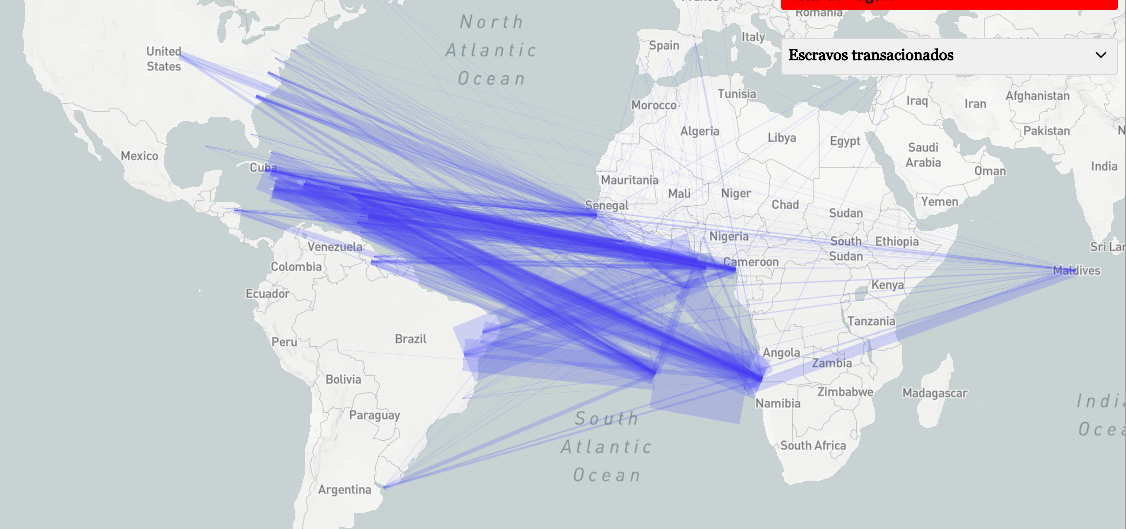 France
Romania
North
Atlantic
Ocean
Spain
Italy
Escravos transacionados
United
States
Morocco
Tunisia
Algeria
Libya
Egypt
Iraq
Iran
Afghanistan
Pakistan
Mexico
Cuba
Mauritania
Mali
Niger
Chad
Sudan
Saudi
Arabia
Oman
India
Senegal
Yemen
Venezuela
Colombia
Nigeria
Cameroon
South
Sudan
Ethiopia
Sri Lan
Maldives
Ecuador
Kenya
Peru
Brazil
Tanzania
Angola
Zambia
Bolivia
Zimbabwe
Madagascar
Namibia
Paraguay
South
Atlantic
Ocean
South Africa
India
Ocea
Argentina